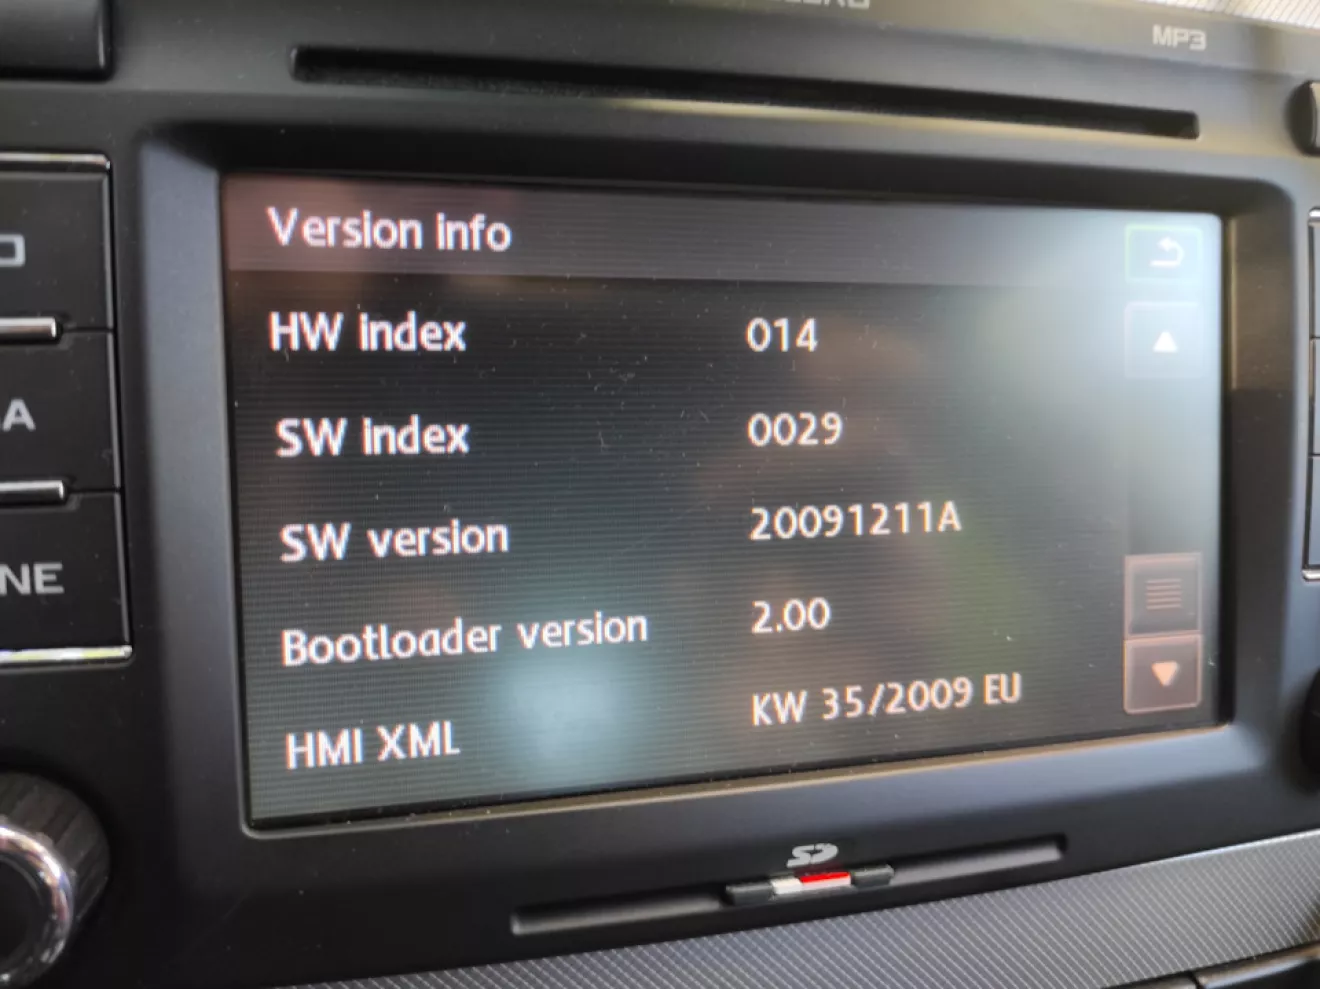 MP3
Version info
HW index 014
SW index 0029
SW version 20091211A
Bootloader version 2.00
HMI XML KW 35/2009 EU
SD